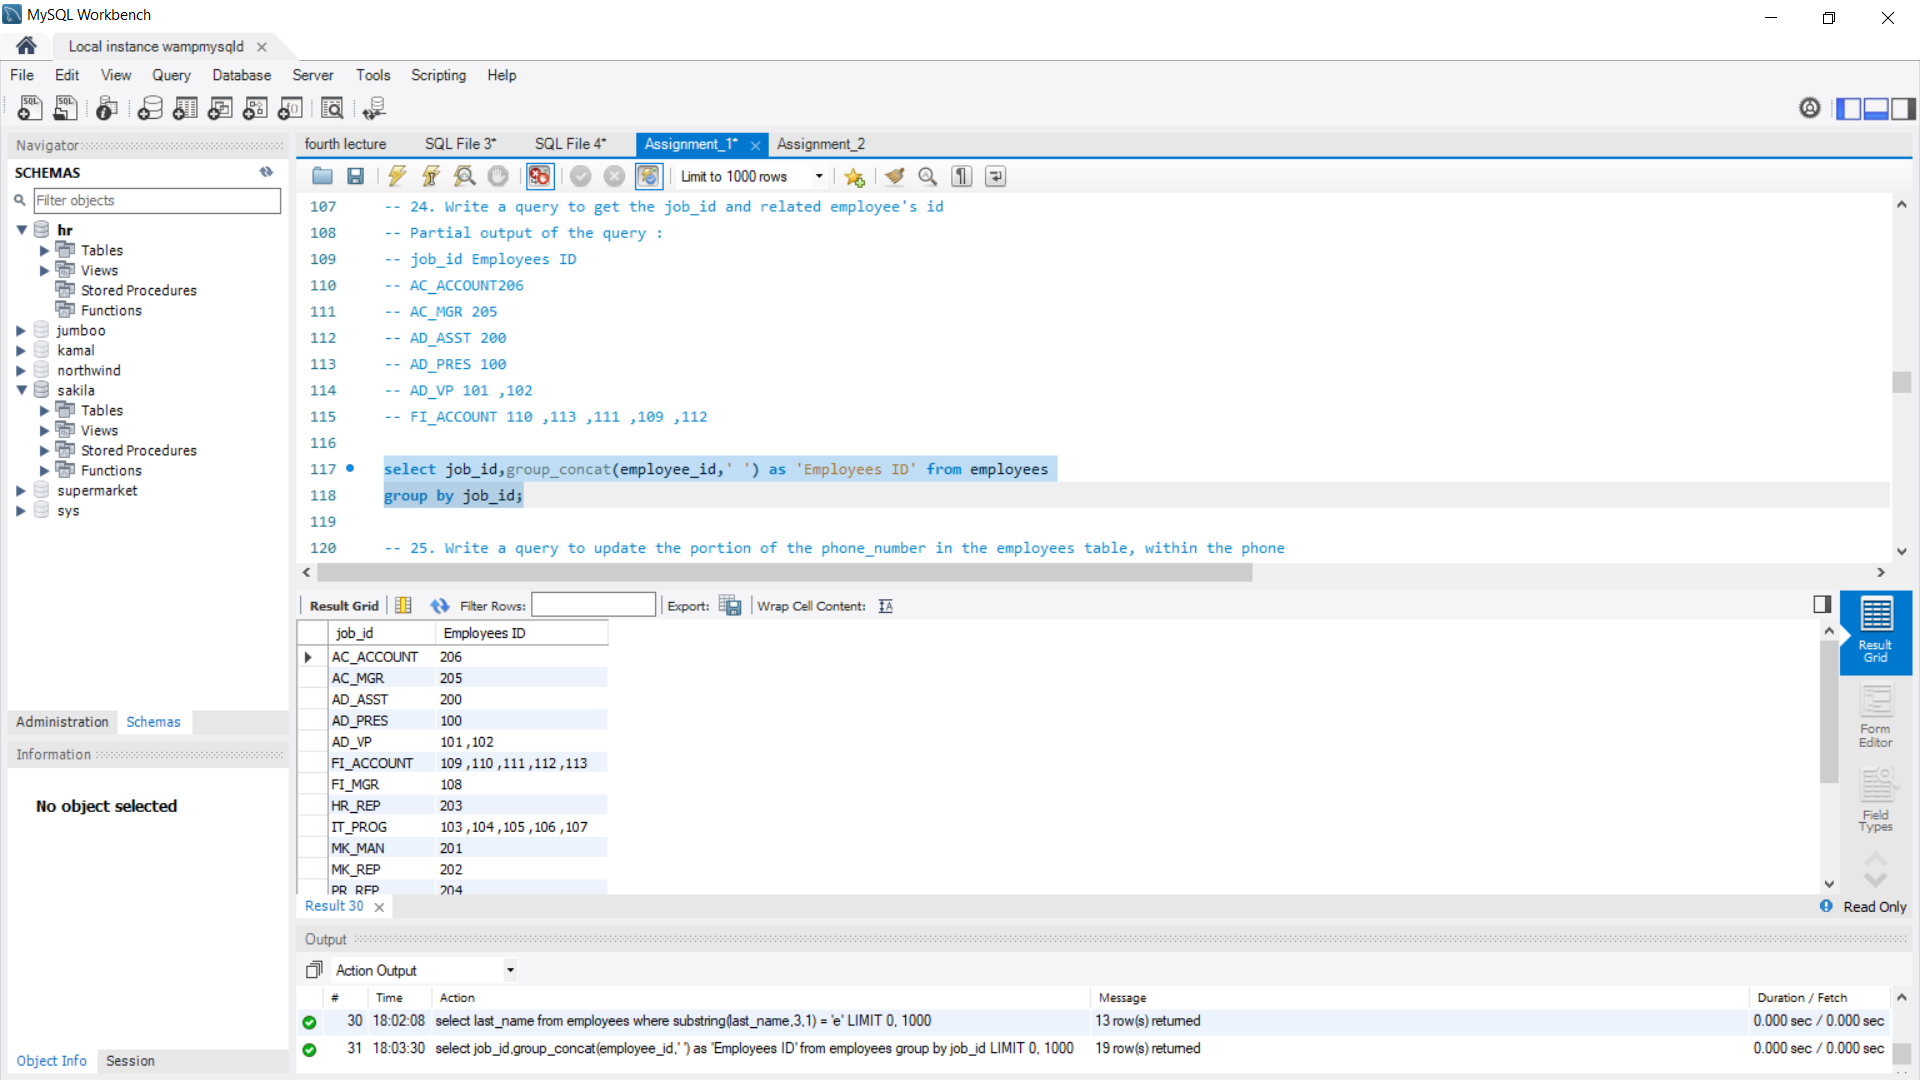 MySQL Workbench
Local instance wampmysqld
File Edit View Query Database Server Tools Scripting Help
Navigator
SCHEMAS
Filter objects
hr
Tables
Views
Stored Procedures
Functions
jumboo
kamal
northwind
sakila
Tables
Views
Stored Procedures
Functions
supermarket
sys
Administration Schemas
Information
No object selected
Object Info Session
fourth lecture SQL File 3* SQL File 4* Assignment_1* Assignment_2
Limit to 1000 rows
107 -- 24. Write a query to get the job_id and related employee's id
108 -- Partial output of the query :
109 -- job_id Employees ID
110 -- AC_ACCOUNT206
111 -- AC_MGR 205
112 -- AD_ASST 200
113 -- AD_PRES 100
114 -- AD_VP 101 ,102
115 -- FI_ACCOUNT 110 ,113 ,111 ,109 ,112
116
117 select job_id,group_concat(employee_id,' ') as 'Employees ID' from employees
118 group by job_id;
119
120 -- 25. Write a query to update the portion of the phone_number in the employees table, within the phone
Result Grid Filter Rows: Export: Wrap Cell Content:
job_id Employees ID
AC_ACCOUNT 206
AC_MGR 205
AD_ASST 200
AD_PRES 100
AD_VP 101 ,102
FI_ACCOUNT 109 ,110 ,111 ,112 ,113
FI_MGR 108
HR_REP 203
IT_PROG 103 ,104 ,105 ,106 ,107
MK_MAN 201
MK_REP 202
PR_REP 204
Result Grid
Form Editor
Field Types
Result 30
Read Only
Output
Action Output
# Time Action Message Duration / Fetch
30 18:02:08 select last_name from employees where substring(last_name,3,1) = 'e' LIMIT 0, 1000 13 row(s) returned 0.000 sec / 0.000 sec
31 18:03:30 select job_id,group_concat(employee_id,' ') as 'Employees ID' from employees group by job_id LIMIT 0, 1000 19 row(s) returned 0.000 sec / 0.000 sec